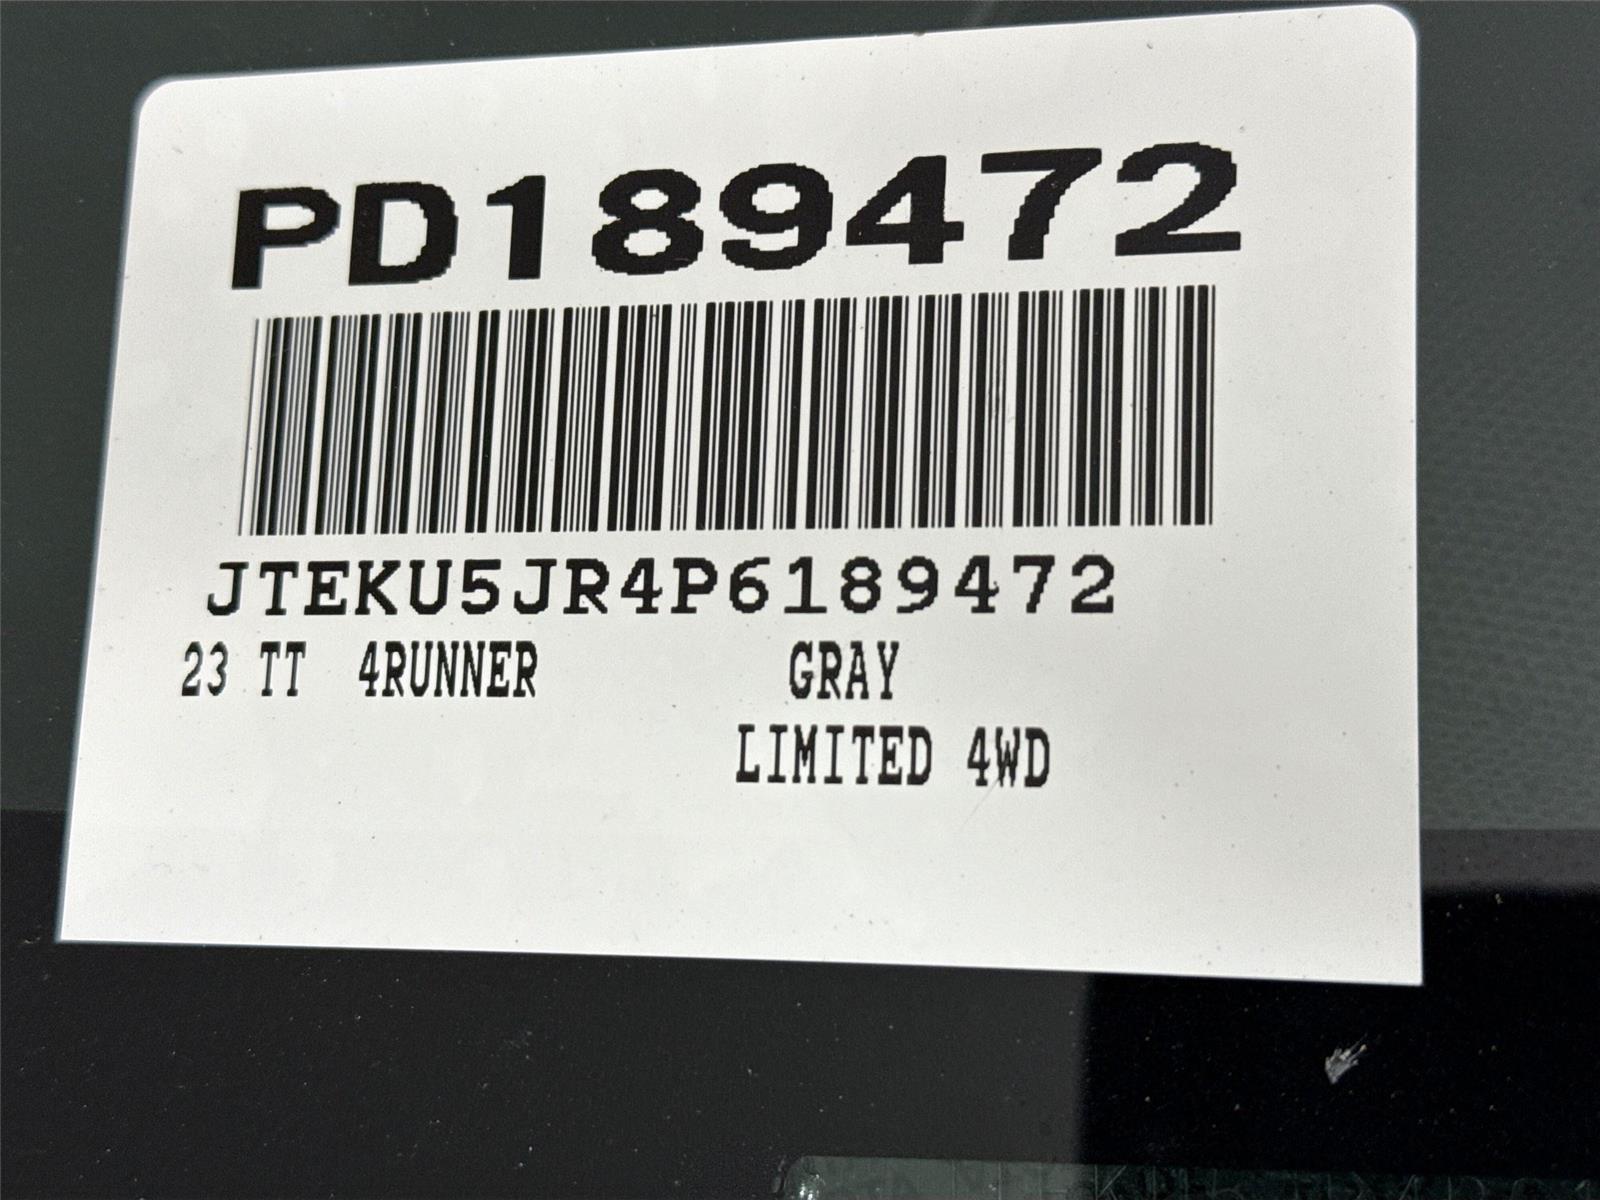 PD189472
JTEKU5JR4P6189472
23 TT 4RUNNER GRAY
LIMITED 4WD